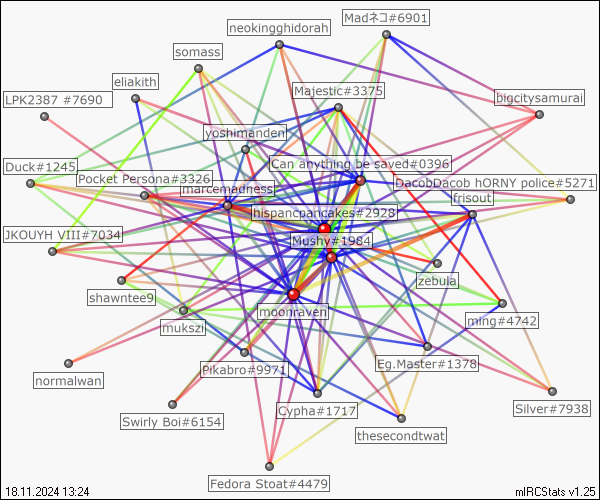 neokingghidorah
Madネコ#6901
somass
eliakith
Majestic#3375
LPK2387 #7690
bigcitysamurai
yoshimanden
Duck#1245
Can anything be saved#0396
Pocket Persona#3326
DacobDacob hORNY police#5271
marcemadness
frisout
hispancpancakes#2928
JKOUYH VIII#7034
Mushy#1984
zebula
shawntee9
moonraven
ming#4742
mukszi
Pikabro#9971
Eg.Master#1378
normalwan
Silver#7938
Swirly Boi#6154
Cypha#1717
thesecondtwat
Fedora Stoat#4479
18.11.2024 13:24
mIRCStats v1.25